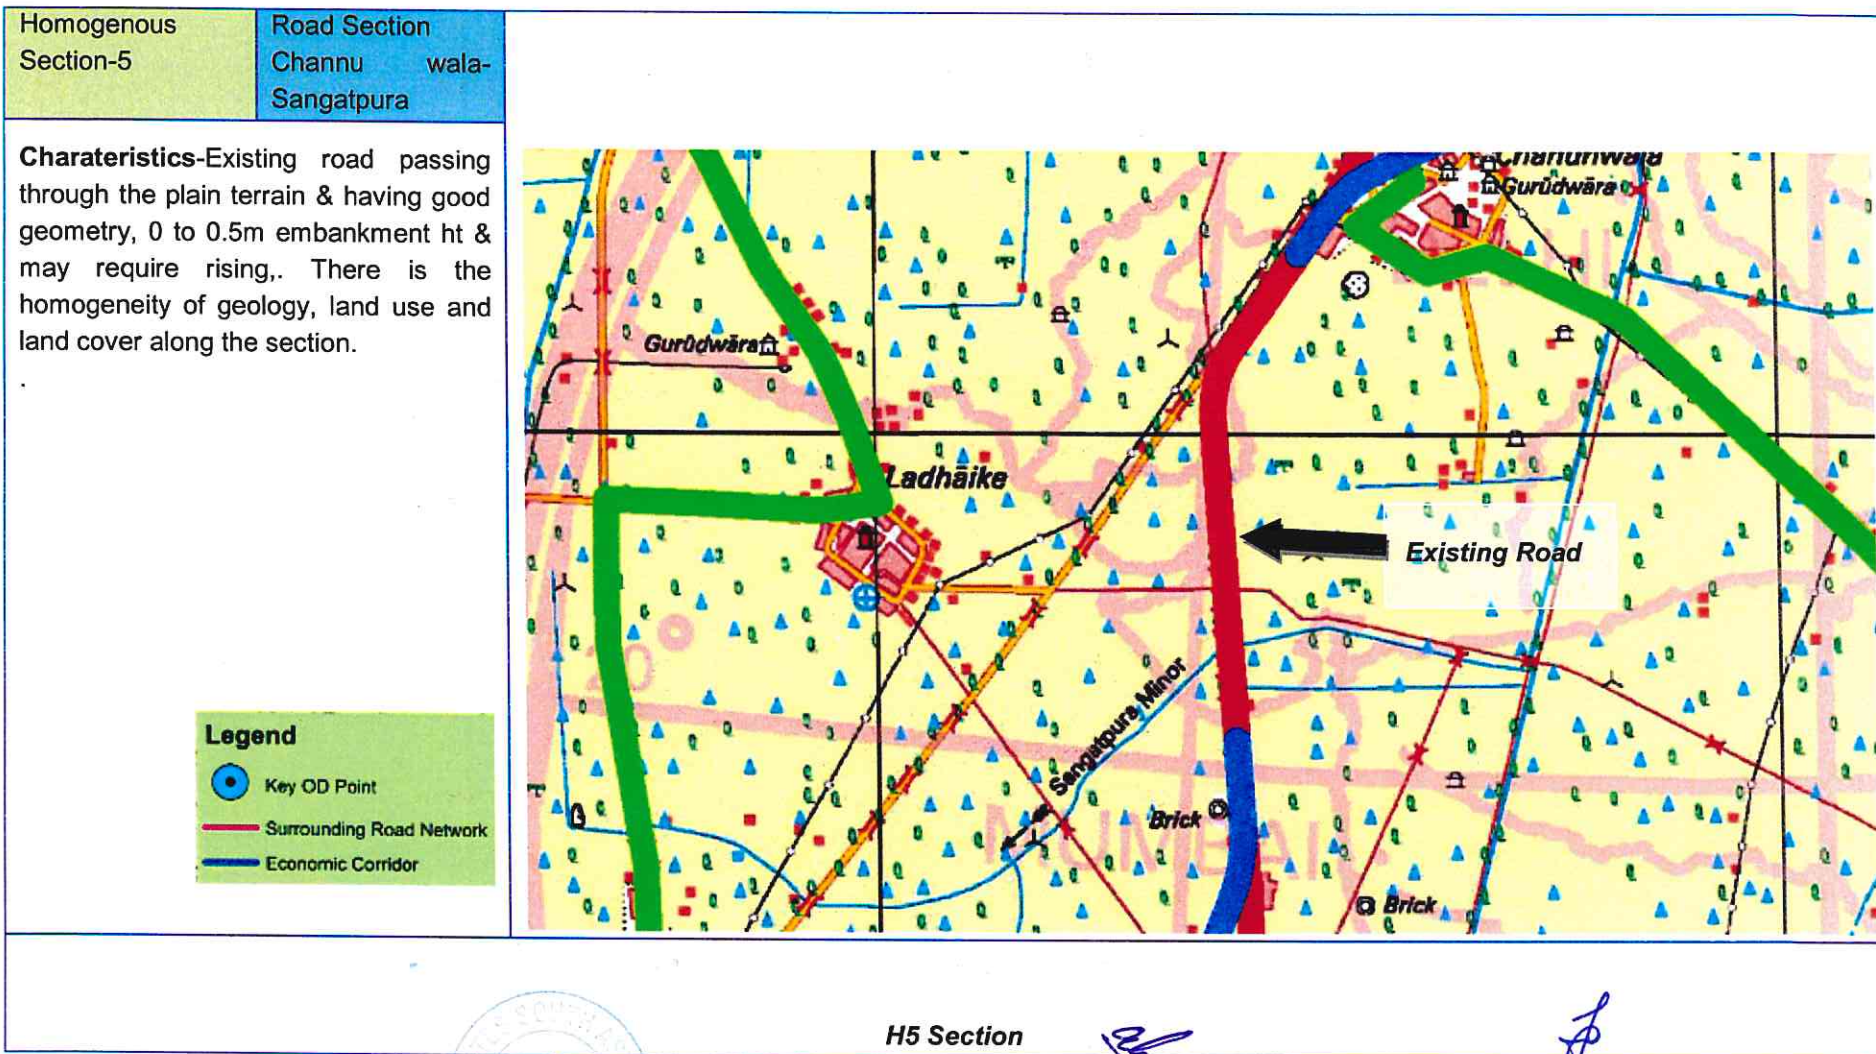 Homogenous
Section-5
Road Section
Channu wala-
Sangatpura
Charateristics-Existing road passing
through the plain terrain & having good
geometry, 0 to 0.5m embankment ht &
may require rising,. There is the
homogeneity of geology, land use and
land cover along the section.
.
Gurūdwāra
Gurūdwāra
Ladhāike
Existing Road
Sangatpura Minor
Brick
MUMBAI
Brick
Legend
Key OD Point
Surrounding Road Network
Economic Corridor
H5 Section